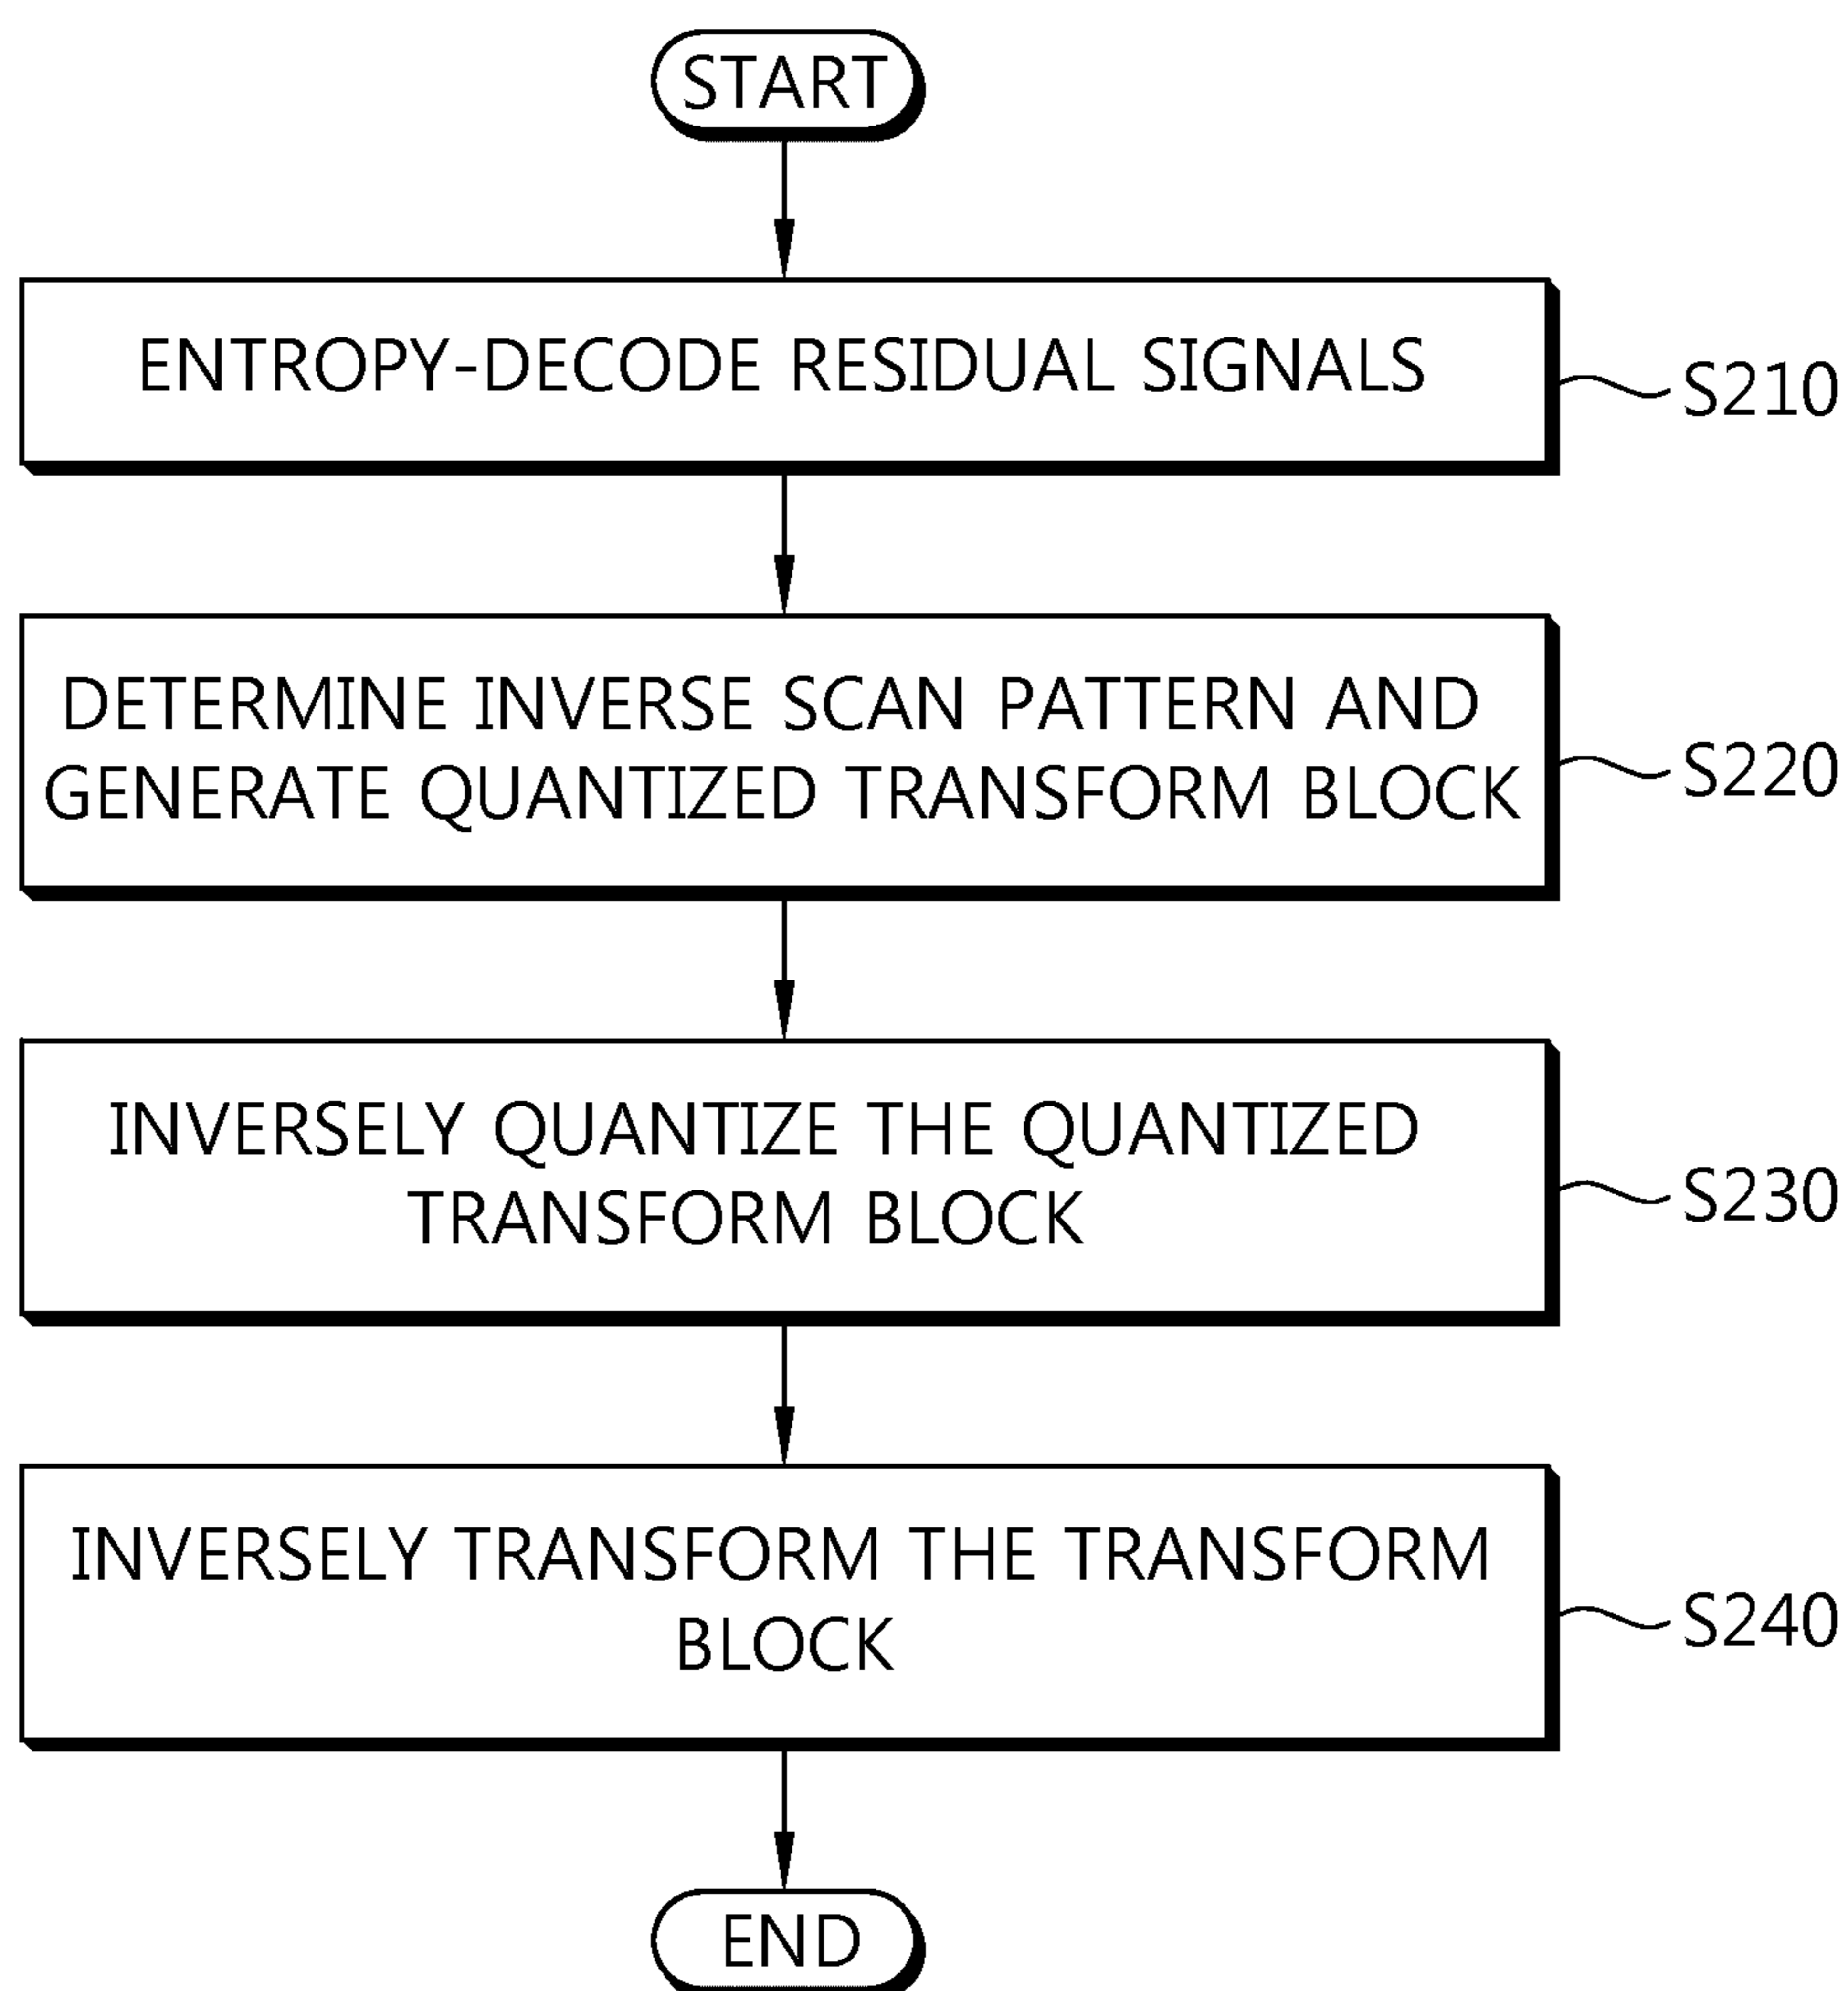 START
ENTROPY-DECODE RESIDUAL SIGNALS
S210
DETERMINE INVERSE SCAN PATTERN AND
GENERATE QUANTIZED TRANSFORM BLOCK
S220
INVERSELY QUANTIZE THE QUANTIZED
TRANSFORM BLOCK
S230
INVERSELY TRANSFORM THE TRANSFORM
BLOCK
S240
END